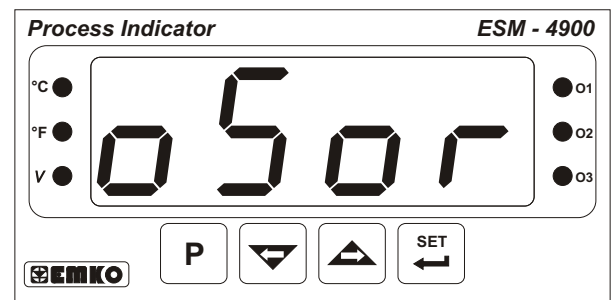 Process Indicator ESM - 4900
°C O1
oSor
°F O2
V O3
P SET
EMKO